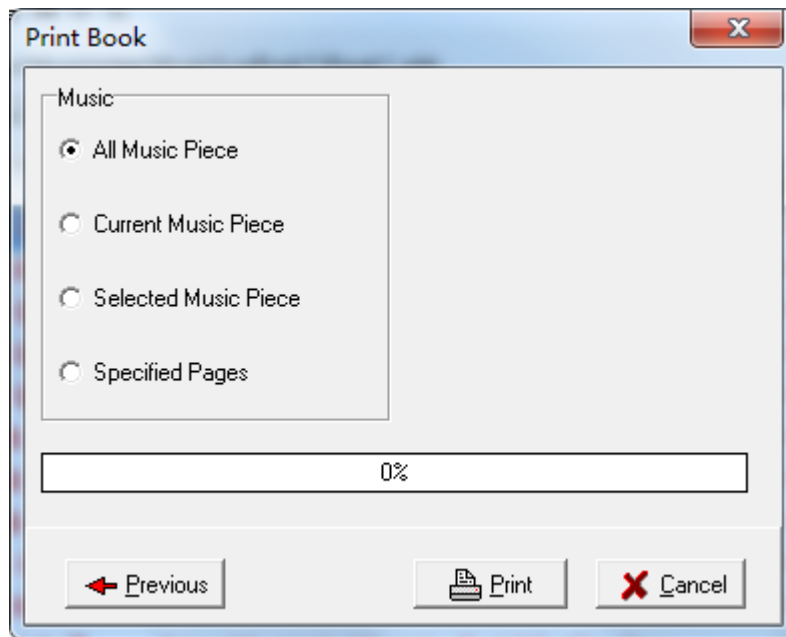 Print Book
Music
All Music Piece
Current Music Piece
Selected Music Piece
Specified Pages
0%
Previous
Print
Cancel